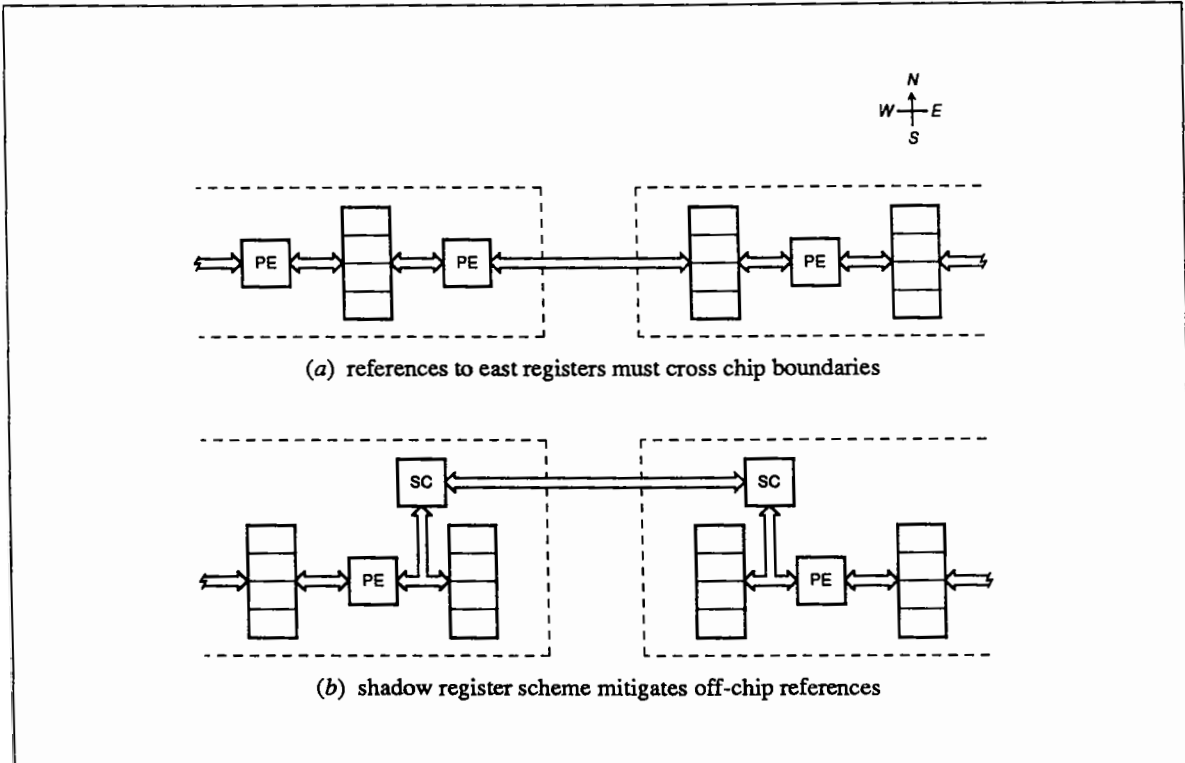 N
W E
S
PE PE PE
(a) references to east registers must cross chip boundaries
SC SC
PE PE
(b) shadow register scheme mitigates off-chip references